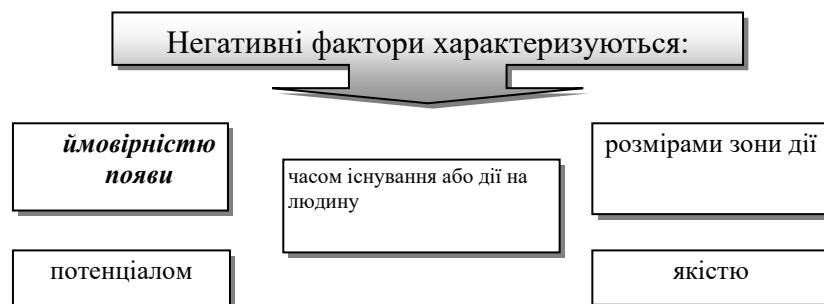 Негативні фактори характеризуються:
ймовірністю
появи
часом існування або дії на
людину
розмірами зони дії
потенціалом
якістю